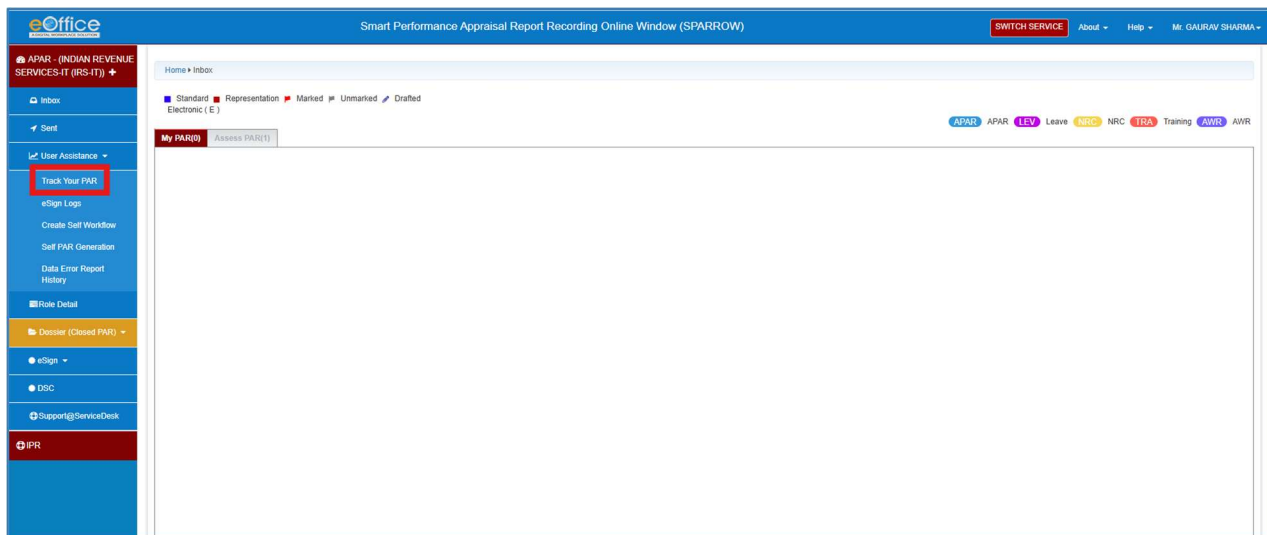 eOffice
A DIGITAL WORKPLACE SOLUTION
Smart Performance Appraisal Report Recording Online Window (SPARROW)
SWITCH SERVICE About Help Mr. GAURAV SHARMA
APAR - (INDIAN REVENUE
SERVICES-IT (IRS-IT))
Inbox
Sent
User Assistance
Track Your PAR
eSign Logs
Create Self Workflow
Self PAR Generation
Data Error Report
History
Role Detail
Dossier (Closed PAR)
eSign
DSC
Support@ServiceDesk
IPR
Home Inbox
Standard Representation Marked Unmarked Drafted
Electronic ( E )
APAR APAR LEV Leave NRC NRC TRA Training AWR AWR
My PAR(0) Assess PAR(1)